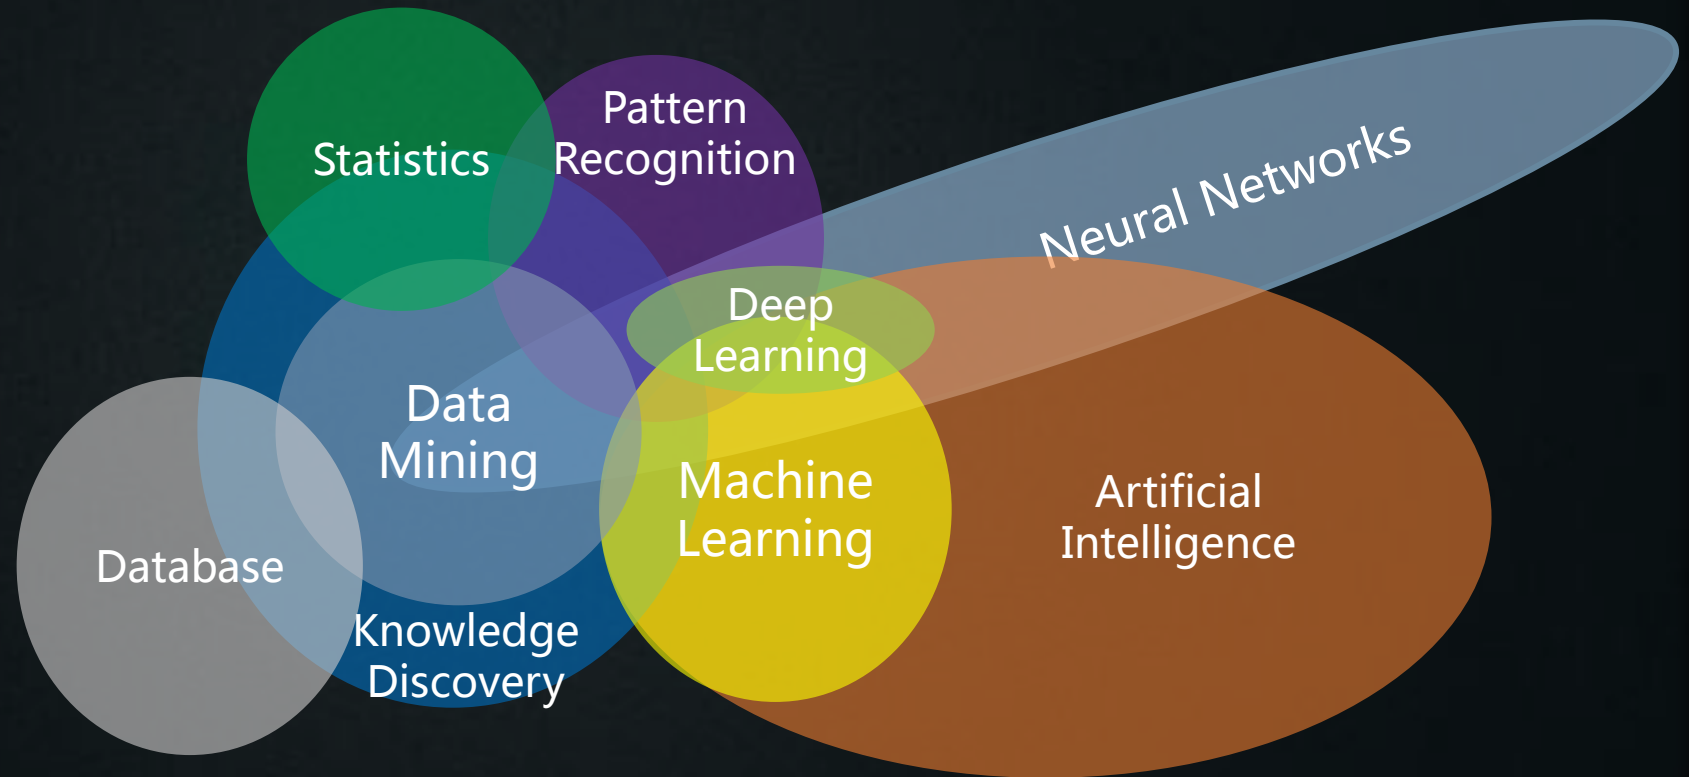 Statistics
Pattern
Recognition
Neural Networks
Deep
Learning
Data
Mining
Machine
Learning
Artificial
Intelligence
Database
Knowledge
Discovery